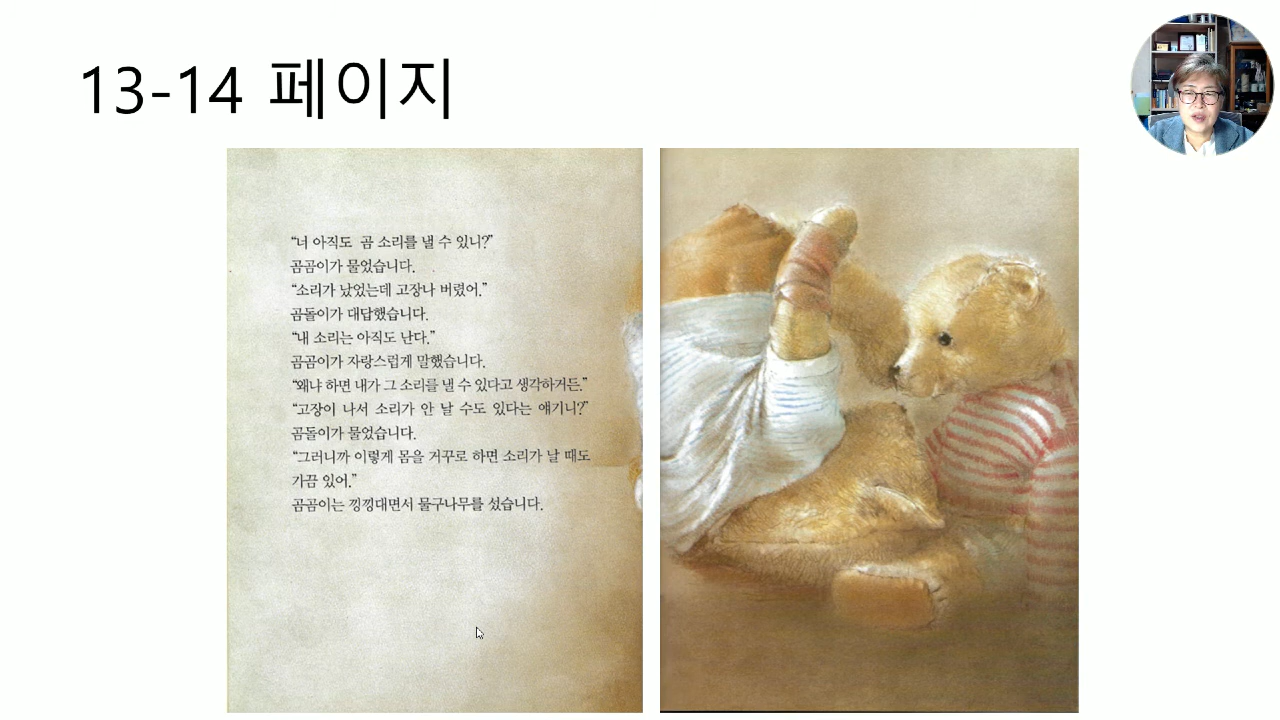 13-14 페이지
“너 아직도 곰 소리를 낼 수 있니?”
곰곰이가 물었습니다.
“소리가 났었는데 고장나 버렸어.”
곰돌이가 대답했습니다.
“내 소리는 아직도 난다.”
곰곰이가 자랑스럽게 말했습니다.
“왜냐 하면 내가 그 소리를 낼 수 있다고 생각하거든.”
“고장이 나서 소리가 안 날 수도 있다는 얘기니?”
곰돌이가 물었습니다.
“그러니까 이렇게 몸을 거꾸로 하면 소리가 날 때도
가끔 있어.”
곰곰이는 낑낑대면서 물구나무를 섰습니다.